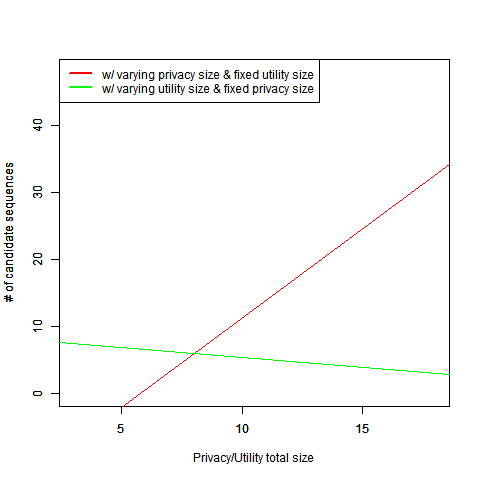 w/ varying privacy size & fixed utility size
w/ varying utility size & fixed privacy size
# of candidate sequences
40
30
20
10
0
5 10 15
Privacy/Utility total size